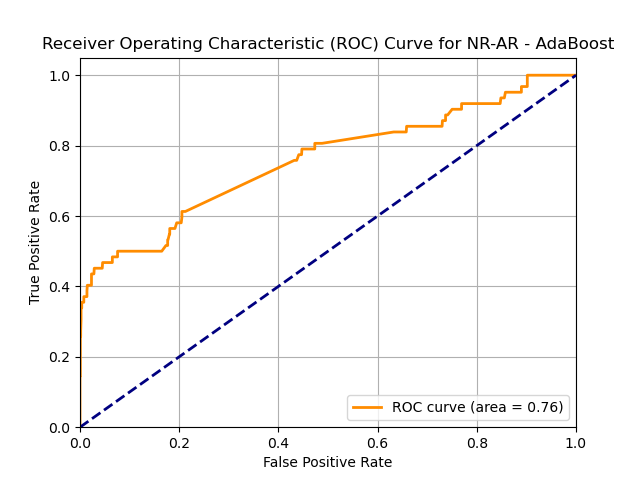 Receiver Operating Characteristic (ROC) Curve for NR-AR - AdaBoost
1.0
0.8
0.6
0.4
0.2
0.0
True Positive Rate
ROC curve (area = 0.76)
0.0 0.2 0.4 0.6 0.8 1.0
False Positive Rate